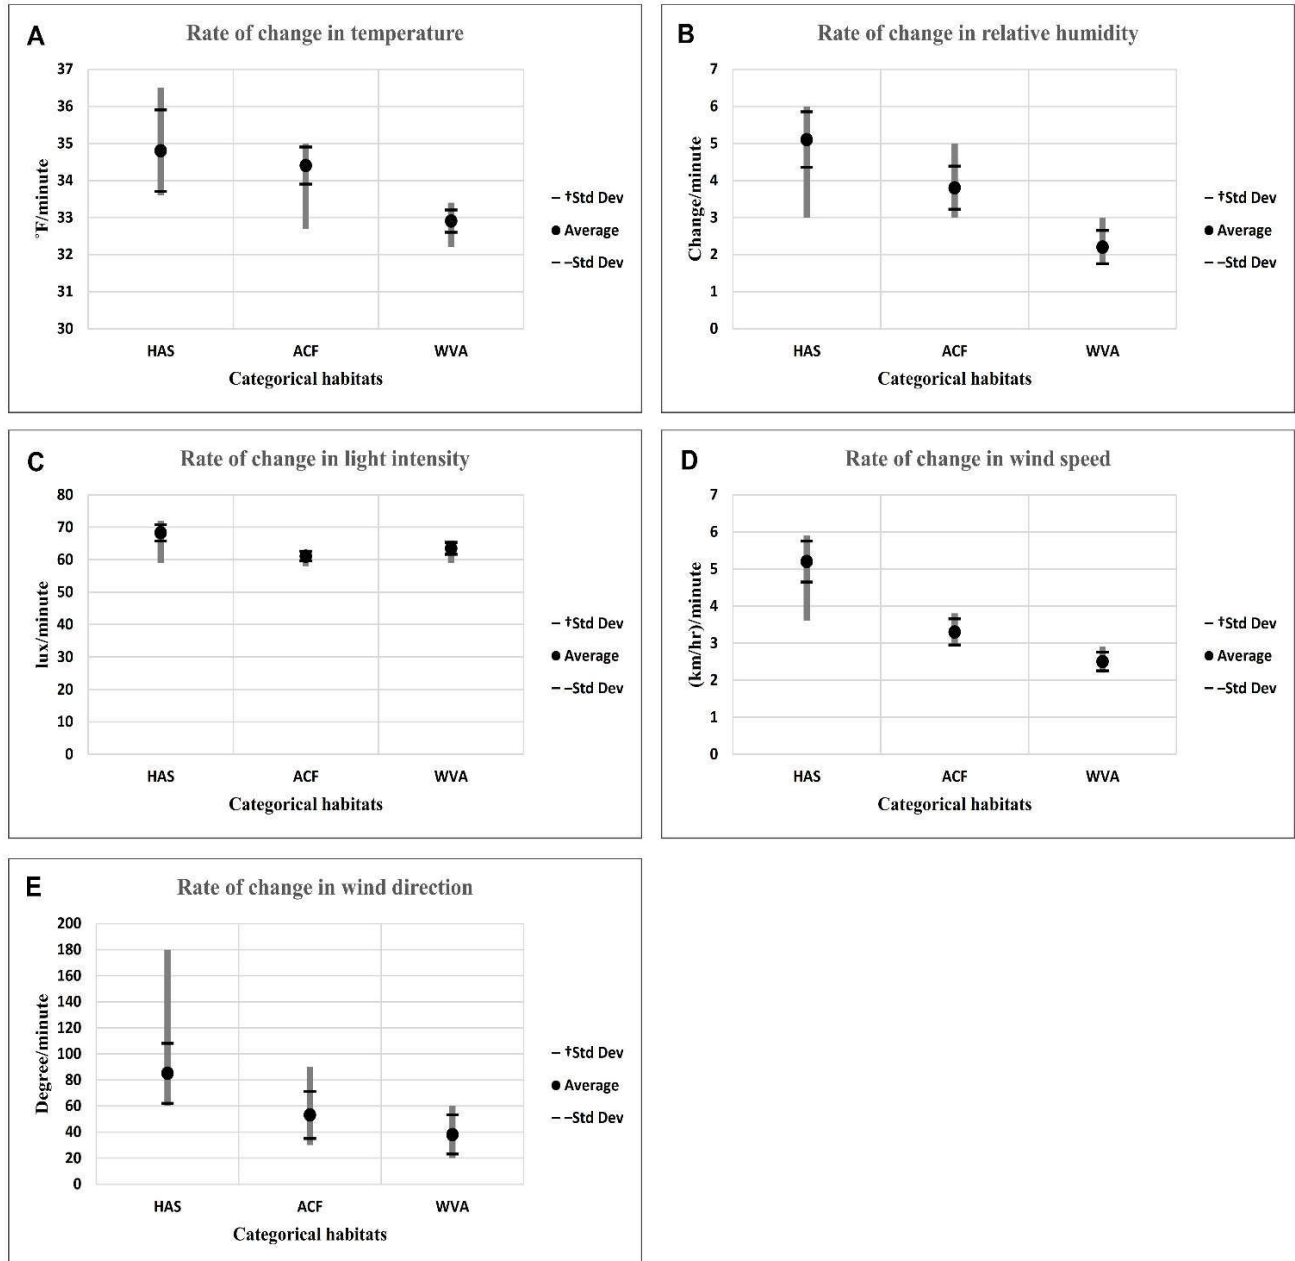 A
Rate of change in temperature
37
36
35
34
33
32
31
30
°F/minute
HAS ACF WVA
Categorical habitats
†Std Dev
Average
–Std Dev
B
Rate of change in relative humidity
7
6
5
4
3
2
1
0
Change/minute
HAS ACF WVA
Categorical habitats
†Std Dev
Average
–Std Dev
C
Rate of change in light intensity
80
70
60
50
40
30
20
10
0
lux/minute
HAS ACF WVA
Categorical habitats
†Std Dev
Average
–Std Dev
D
Rate of change in wind speed
7
6
5
4
3
2
1
0
(km/hr)/minute
HAS ACF WVA
Categorical habitats
†Std Dev
Average
–Std Dev
E
Rate of change in wind direction
200
180
160
140
120
100
80
60
40
20
0
Degree/minute
HAS ACF WVA
Categorical habitats
†Std Dev
Average
–Std Dev